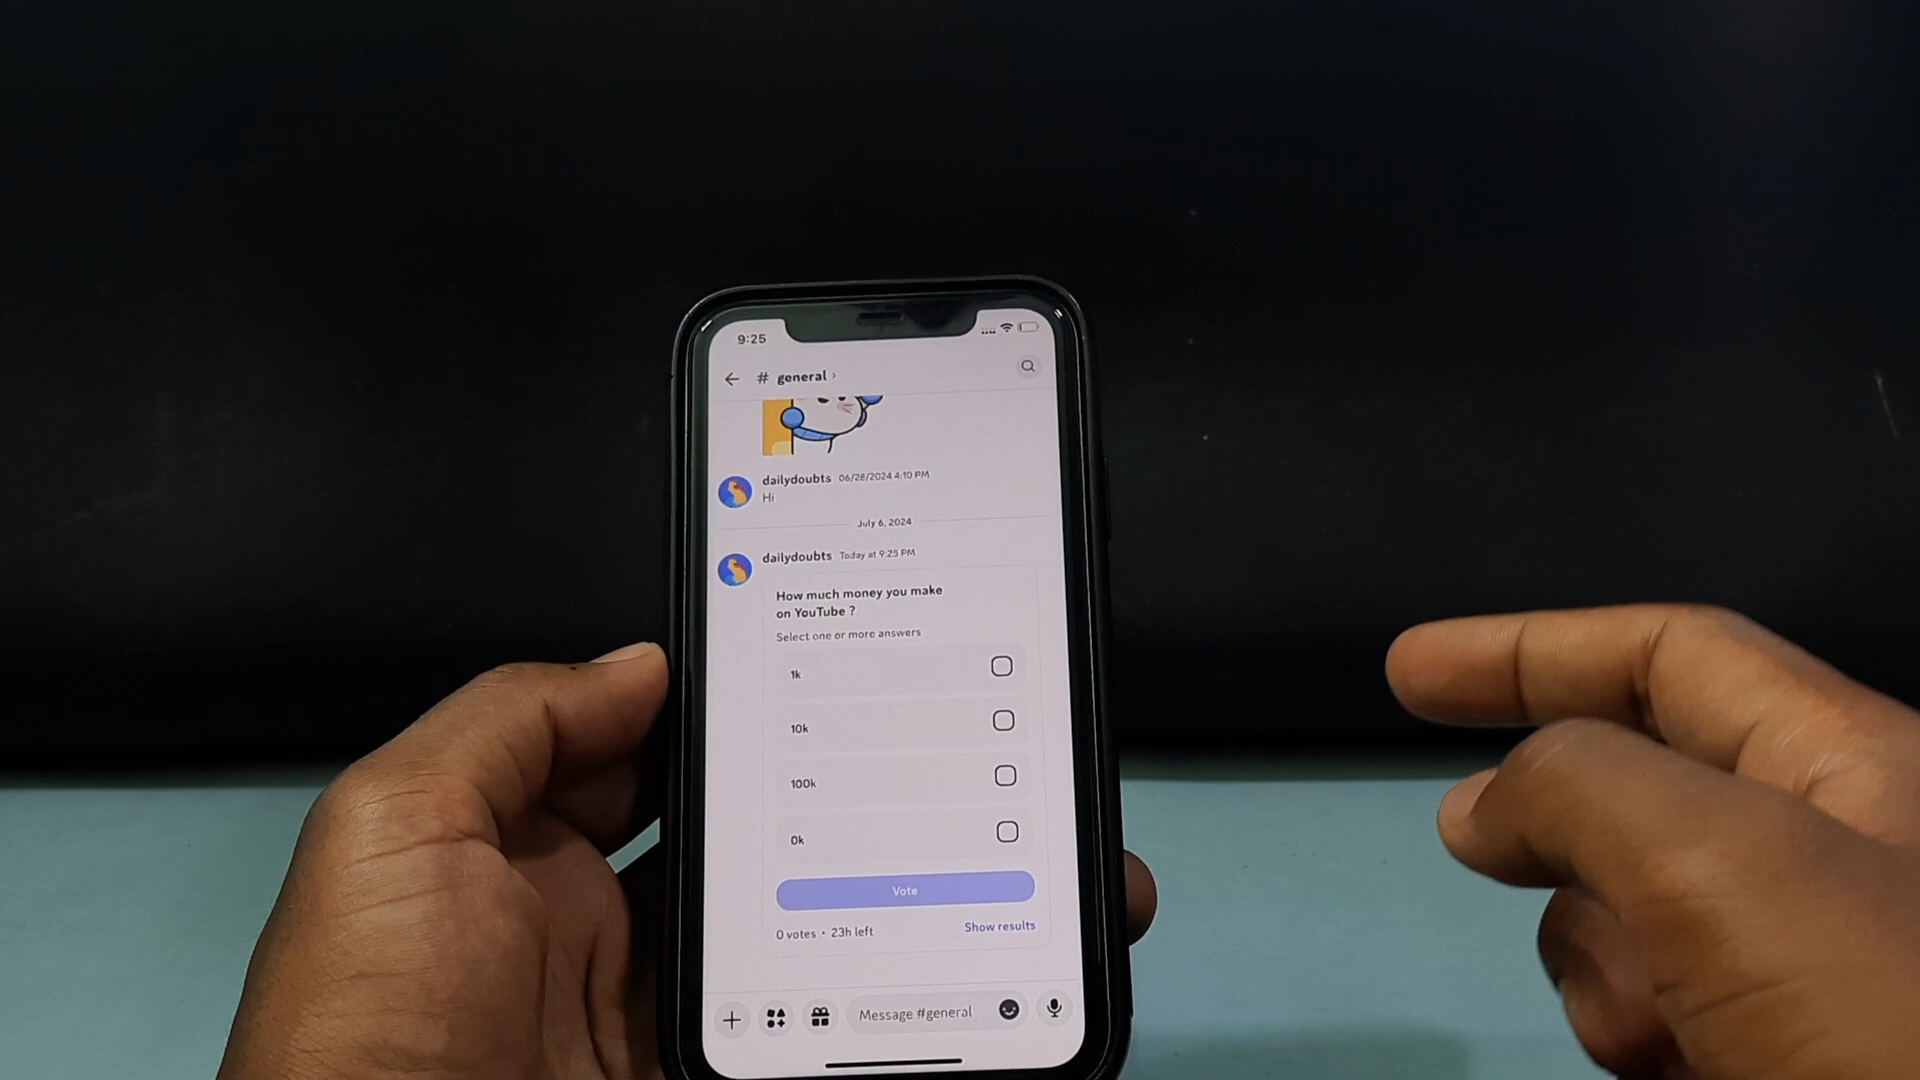 9:25
# general ›
dailydoubts 06/28/2024 4:10 PM
Hi
July 6, 2024
dailydoubts Today at 9:25 PM
How much money you make
on YouTube ?
Select one or more answers
1k
10k
100k
0k
Vote
0 votes • 23h left Show results
Message #general